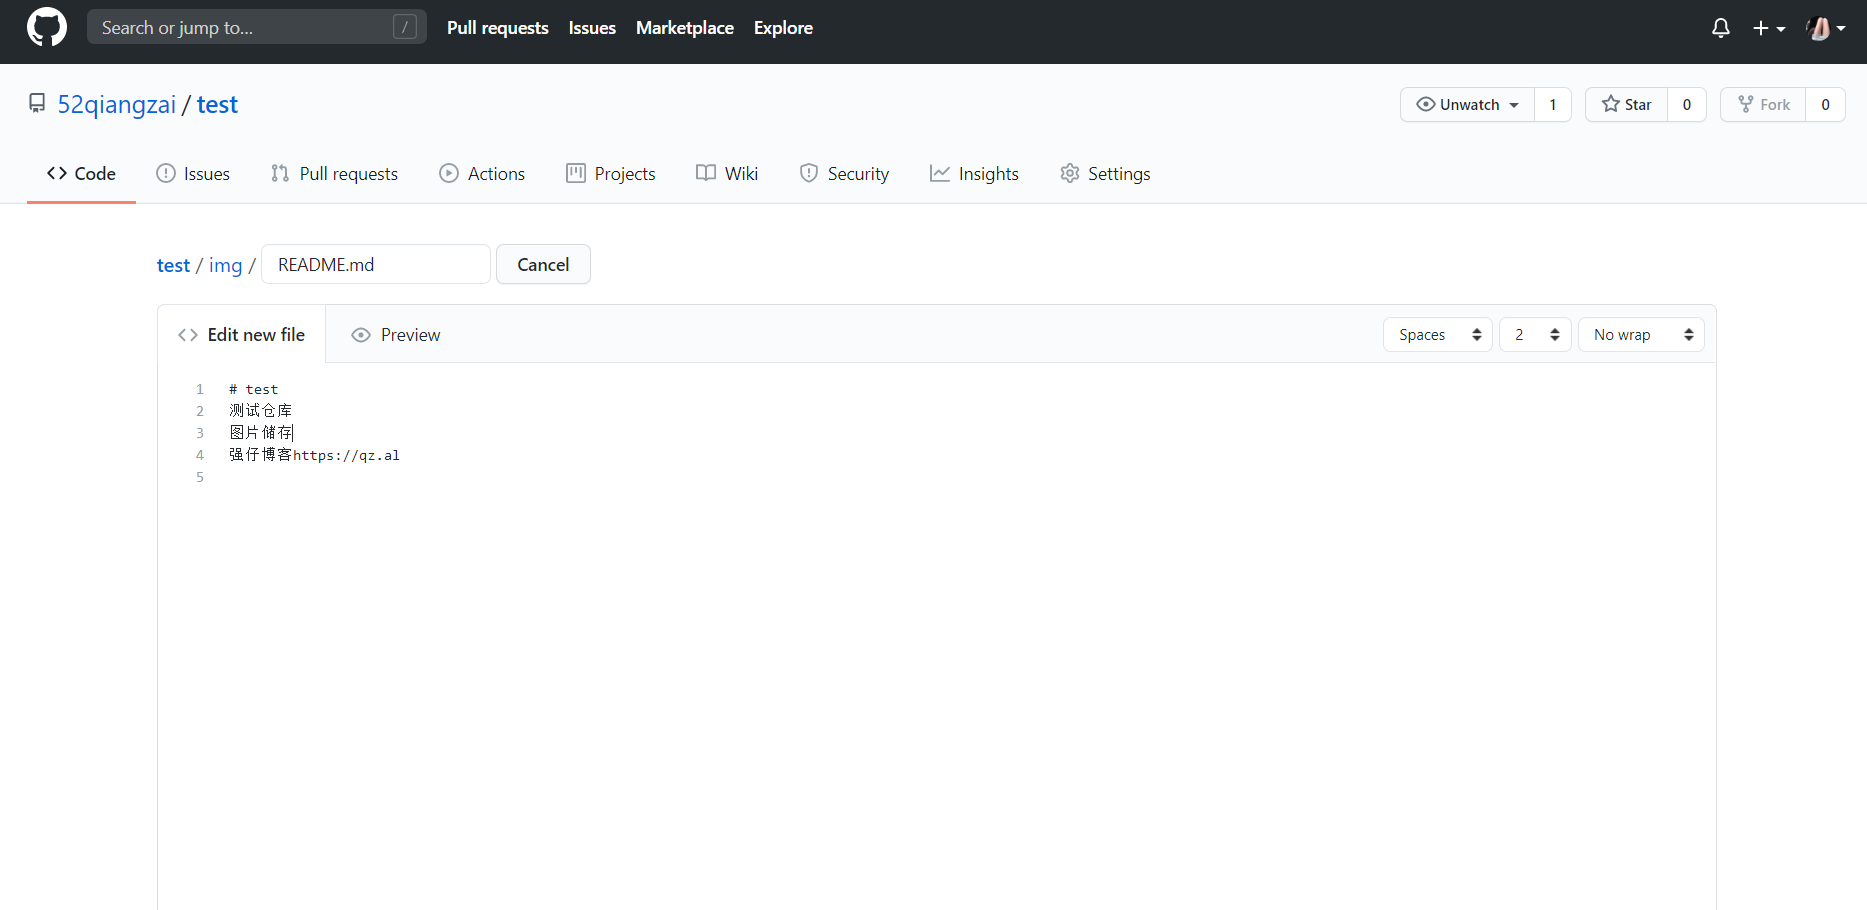 Search or jump to... /
Pull requests Issues Marketplace Explore
52qiangzai / test
Unwatch 1 Star 0 Fork 0
Code Issues Pull requests Actions Projects Wiki Security Insights Settings
test / img / README.md Cancel
Edit new file Preview Spaces 2 No wrap
1 # test
2 测试仓库
3 图片储存
4 强仔博客https://qz.al
5